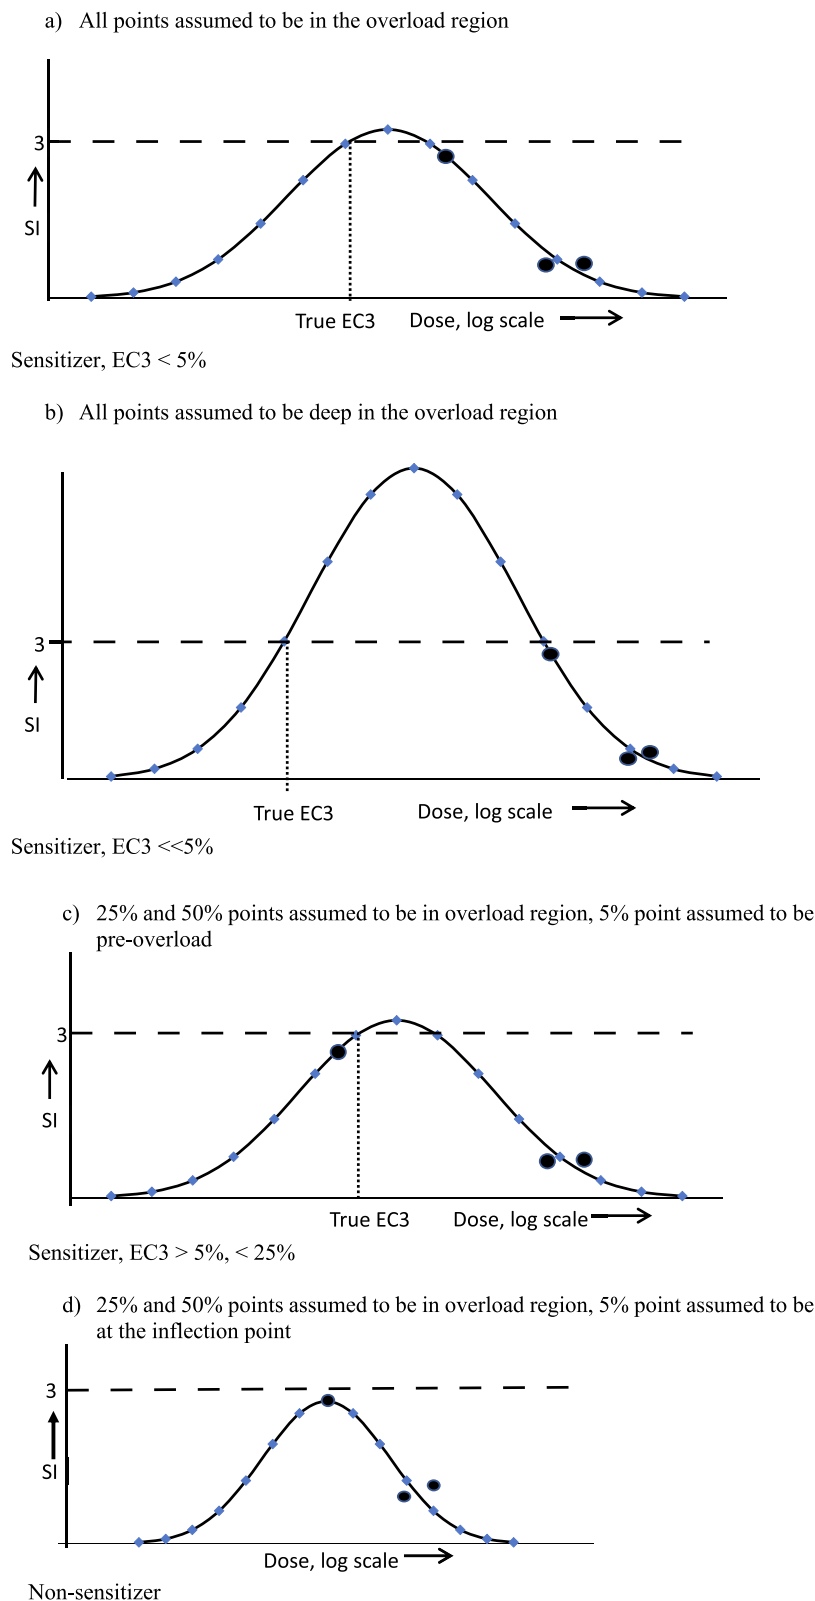 a) All points assumed to be in the overload region
3
SI
True EC3 Dose, log scale
Sensitizer, EC3 < 5%
b) All points assumed to be deep in the overload region
3
SI
True EC3 Dose, log scale
Sensitizer, EC3 <<5%
c) 25% and 50% points assumed to be in overload region, 5% point assumed to be
pre-overload
3
SI
True EC3 Dose, log scale
Sensitizer, EC3 > 5%, < 25%
d) 25% and 50% points assumed to be in overload region, 5% point assumed to be
at the inflection point
3
SI
Dose, log scale
Non-sensitizer